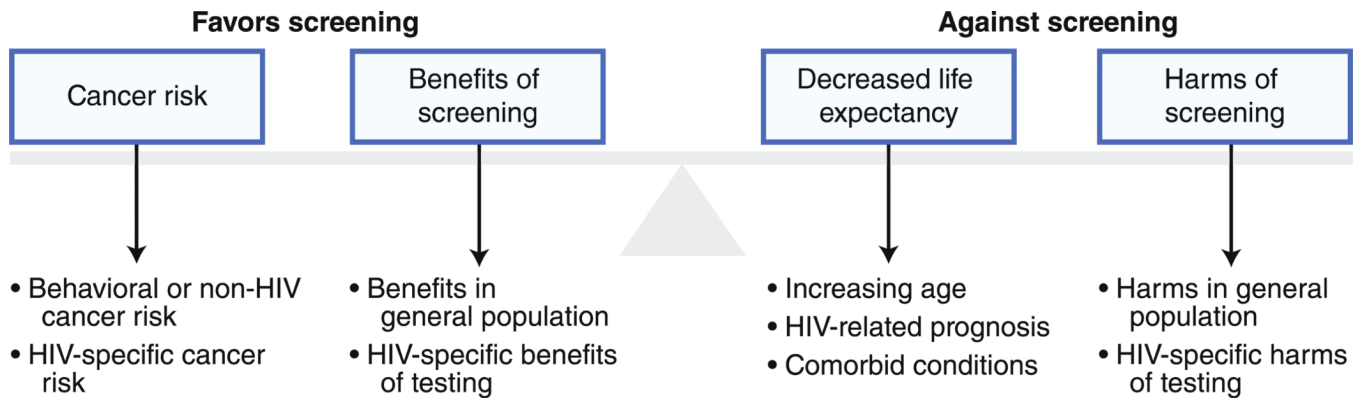 Favors screening
Against screening
Cancer risk
Benefits of
screening
Decreased life
expectancy
Harms of
screening
• Behavioral or non-HIV
cancer risk
• HIV-specific cancer
risk
• Benefits in
general population
• HIV-specific benefits
of testing
• Increasing age
• HIV-related prognosis
• Comorbid conditions
• Harms in general
population
• HIV-specific harms
of testing